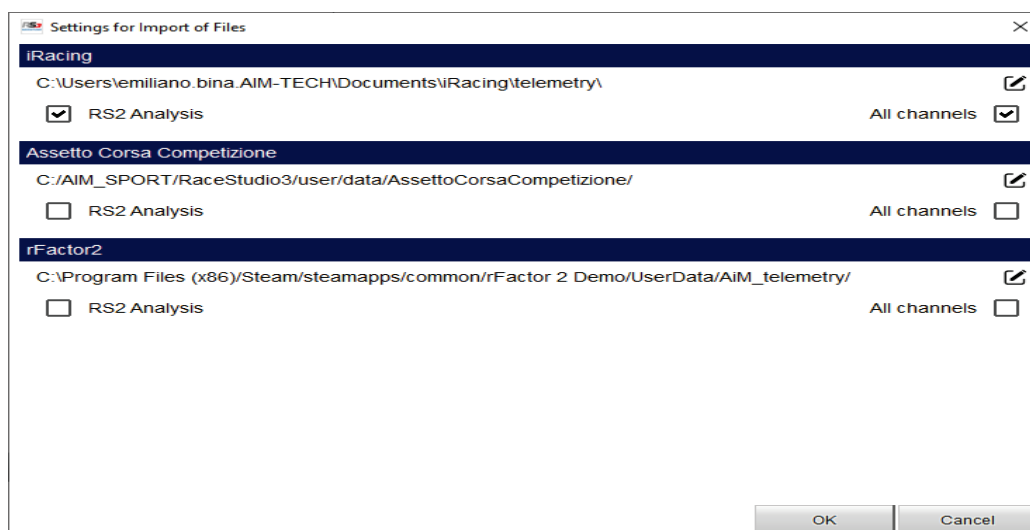 Settings for Import of Files
iRacing
C:\Users\emiliano.bina.AIM-TECH\Documents\iRacing\telemetry\
RS2 Analysis All channels
Assetto Corsa Competizione
C:/AIM_SPORT/RaceStudio3/user/data/AssettoCorsaCompetizione/
RS2 Analysis All channels
rFactor2
C:\Program Files (x86)/Steam/steamapps/common/rFactor 2 Demo/UserData/AiM_telemetry/
RS2 Analysis All channels
OK Cancel